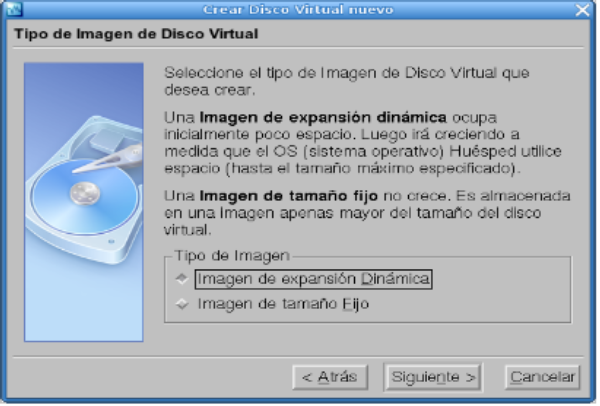 Crear Disco Virtual nuevo
Tipo de Imagen de Disco Virtual
Seleccione el tipo de Imagen de Disco Virtual que
desea crear.
Una Imagen de expansión dinámica ocupa
inicialmente poco espacio. Luego irá creciendo a
medida que el OS (sistema operativo) Huésped utilice
espacio (hasta el tamaño máximo especificado).
Una Imagen de tamaño fijo no crece. Es almacenada
en una Imagen apenas mayor del tamaño del disco
virtual.
Tipo de Imagen
Imagen de expansión Dinámica
Imagen de tamaño Fijo
< Atrás
Siguiente >
Cancelar